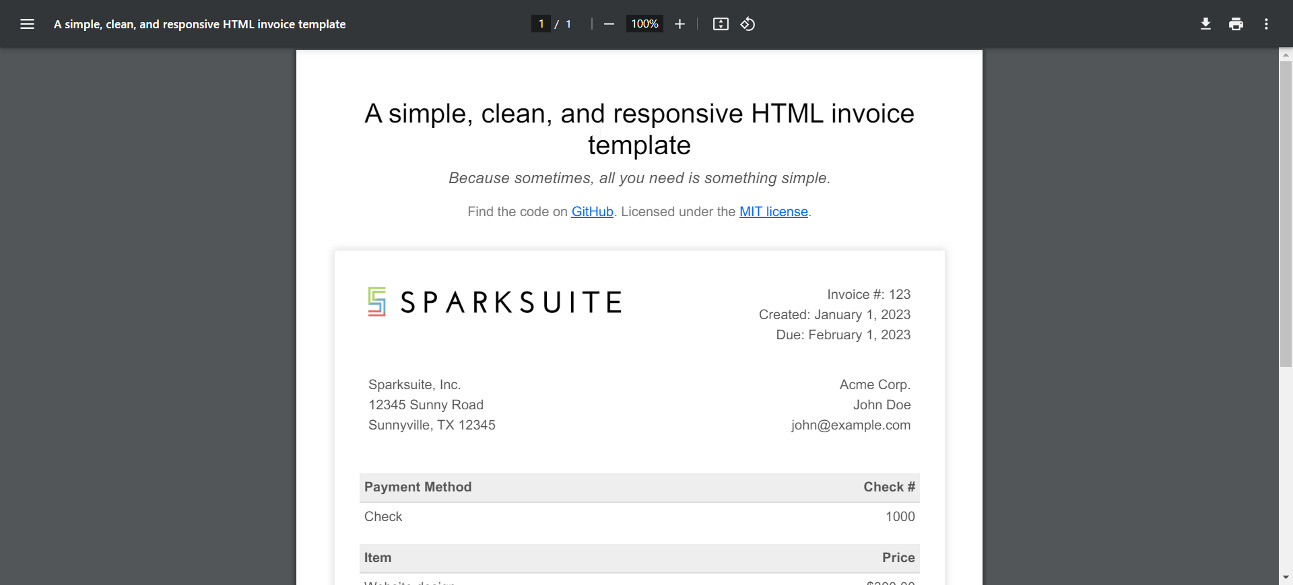 A simple, clean, and responsive HTML invoice template
1 / 1
100%
A simple, clean, and responsive HTML invoice
template
Because sometimes, all you need is something simple.
Find the code on GitHub. Licensed under the MIT license.
SPARKSUITE
Invoice #: 123
Created: January 1, 2023
Due: February 1, 2023
Sparksuite, Inc.
12345 Sunny Road
Sunnyville, TX 12345
Acme Corp.
John Doe
john@example.com
Payment Method Check #
Check 1000
Item Price